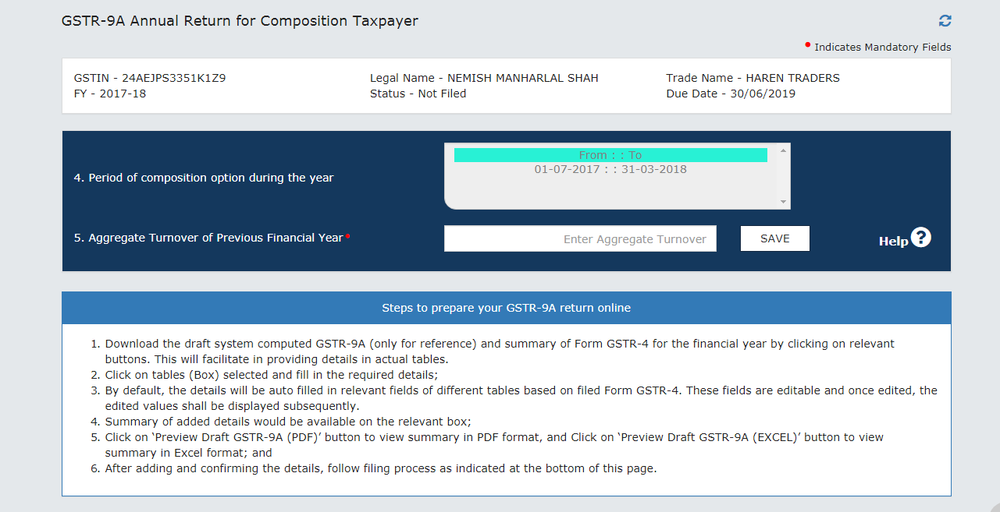 GSTR-9A Annual Return for Composition Taxpayer
• Indicates Mandatory Fields
GSTIN - 24AEJPS3351K1Z9
Legal Name - NEMISH MANHARLAL SHAH
Trade Name - HAREN TRADERS
FY - 2017-18
Status - Not Filed
Due Date - 30/06/2019
4. Period of composition option during the year
From : : To
01-07-2017 : : 31-03-2018
5. Aggregate Turnover of Previous Financial Year•
Enter Aggregate Turnover
SAVE
Help ?
Steps to prepare your GSTR-9A return online
1. Download the draft system computed GSTR-9A (only for reference) and summary of Form GSTR-4 for the financial year by clicking on relevant
buttons. This will facilitate in providing details in actual tables.
2. Click on tables (Box) selected and fill in the required details;
3. By default, the details will be auto filled in relevant fields of different tables based on filed Form GSTR-4. These fields are editable and once edited, the
edited values shall be displayed subsequently.
4. Summary of added details would be available on the relevant box;
5. Click on ‘Preview Draft GSTR-9A (PDF)’ button to view summary in PDF format, and Click on ‘Preview Draft GSTR-9A (EXCEL)’ button to view
summary in Excel format; and
6. After adding and confirming the details, follow filing process as indicated at the bottom of this page.